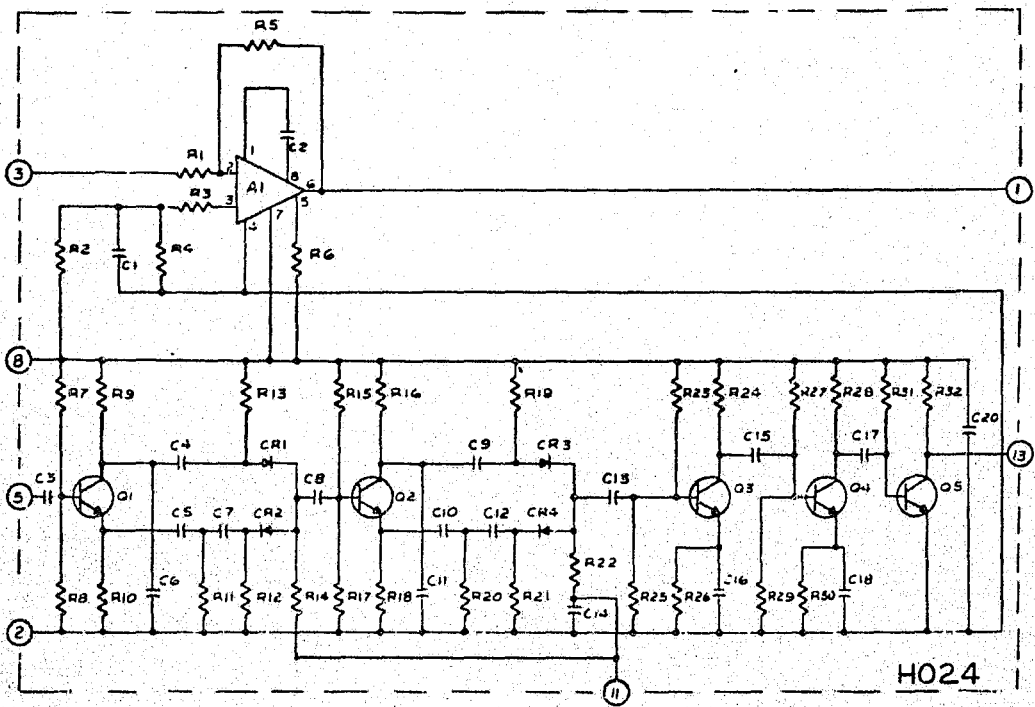 R5
1
C2
R1
3
2
8
A1
6
1
R3
3
5
4
7
R2
C1
R4
R6
8
R7
R9
R13
R15
R16
R19
R23
R24
R27
R28
R31
R32
C20
C4
CR1
C9
CR3
C15
C17
13
5
C3
Q1
C8
Q2
C13
Q3
Q4
Q5
C5
C7
CR2
C10
C12
CR4
R22
C6
C11
C16
C18
R8
R10
R11
R12
R14
R17
R18
R20
R21
C14
R25
R26
R29
R30
2
11
H024